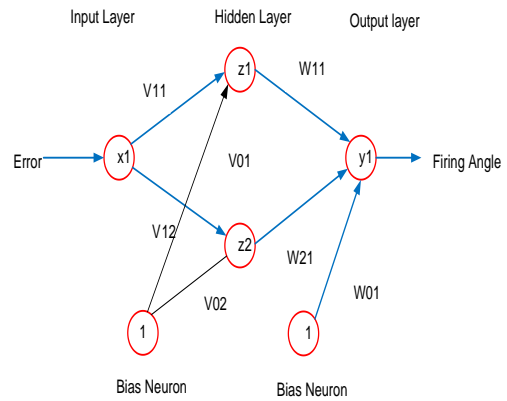 Input Layer
Hidden Layer
Output layer
z1
W11
V11
Error
x1
V01
y1
Firing Angle
V12
z2
W21
V02
W01
1
1
Bias Neuron
Bias Neuron